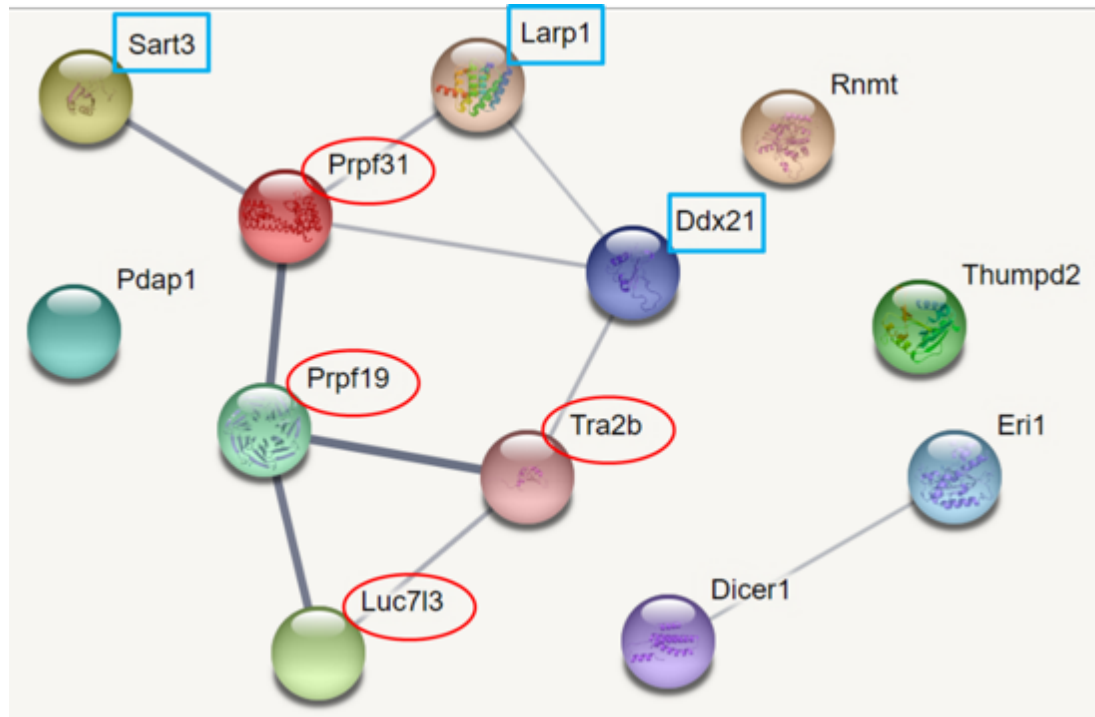 Sart3
Larp1
Rnmt
Prpf31
Ddx21
Pdap1
Thumpd2
Prpf19
Tra2b
Eri1
Dicer1
Luc7l3